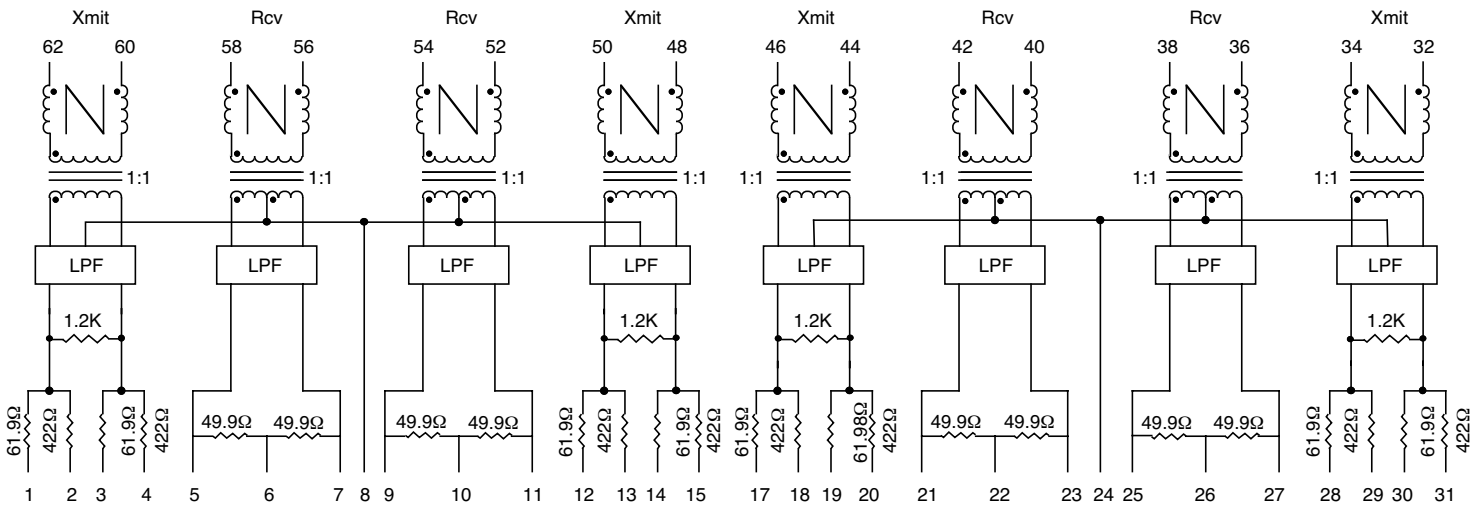 Xmit Rcv Rcv Xmit Xmit Rcv Rcv Xmit
62 60 58 56 54 52 50 48 46 44 42 40 38 36 34 32
1:1 1:1 1:1 1:1 1:1 1:1 1:1 1:1
LPF LPF LPF LPF LPF LPF LPF LPF
1.2K 1.2K 1.2K 1.2K
61.9Ω 422Ω 61.9Ω 422Ω 49.9Ω 49.9Ω 49.9Ω 49.9Ω 61.9Ω 422Ω 61.9Ω 422Ω 61.9Ω 422Ω 61.98Ω 422Ω 49.9Ω 49.9Ω 49.9Ω 49.9Ω 61.9Ω 422Ω 61.9Ω 422Ω
1 2 3 4 5 6 7 8 9 10 11 12 13 14 15 17 18 19 20 21 22 23 24 25 26 27 28 29 30 31